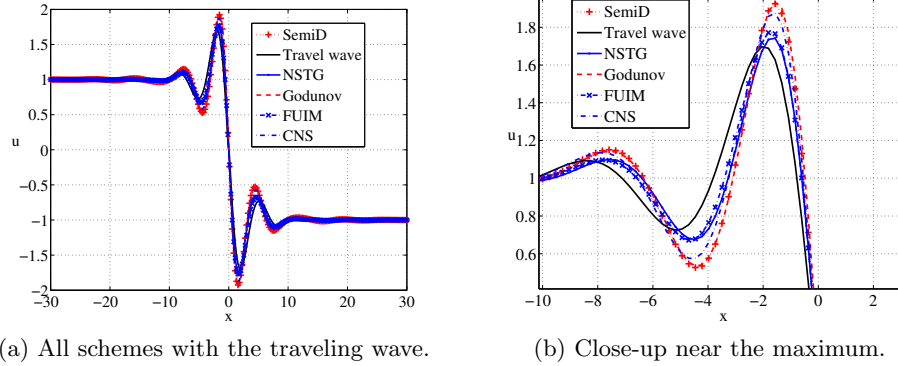 2
1.5
1
0.5
0
−0.5
−1
−1.5
−2
u
−30
−20
−10
0
10
20
30
x
SemiD
Travel wave
NSTG
Godunov
FUIM
CNS
(a) All schemes with the traveling wave.
1.8
1.6
1.4
1.2
1
0.8
0.6
u
−10
−8
−6
−4
−2
0
2
x
SemiD
Travel wave
NSTG
Godunov
FUIM
CNS
(b) Close-up near the maximum.